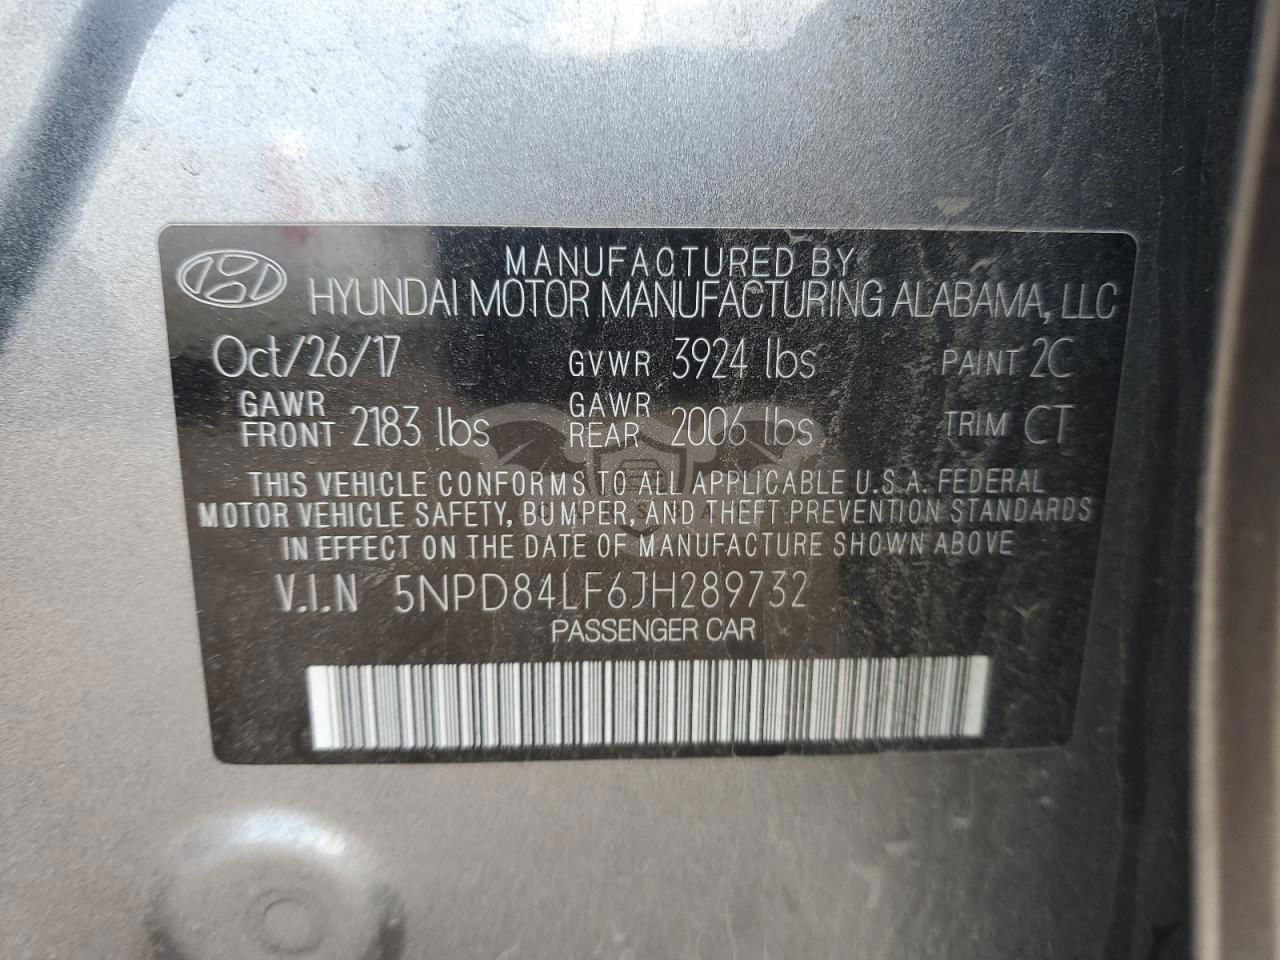 MANUFACTURED BY
HYUNDAI MOTOR MANUFACTURING ALABAMA, LLC
Oct/26/17 GVWR 3924 lbs PAINT 2C
GAWR FRONT 2183 lbs GAWR REAR 2006 lbs TRIM CT
THIS VEHICLE CONFORMS TO ALL APPLICABLE U.S.A. FEDERAL
MOTOR VEHICLE SAFETY, BUMPER, AND THEFT PREVENTION STANDARDS
IN EFFECT ON THE DATE OF MANUFACTURE SHOWN ABOVE
V.I.N 5NPD84LF6JH289732
PASSENGER CAR